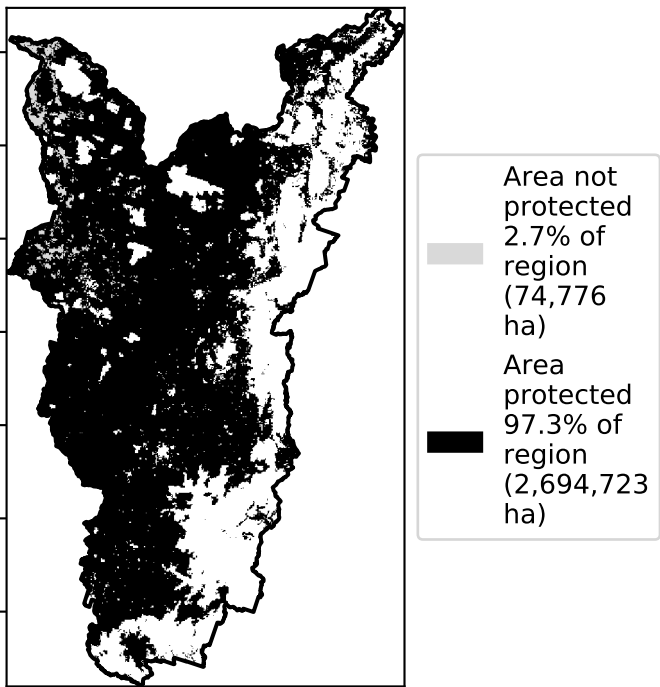 Area not
protected
2.7% of
region
(74,776
ha)
Area
protected
97.3% of
region
(2,694,723
ha)